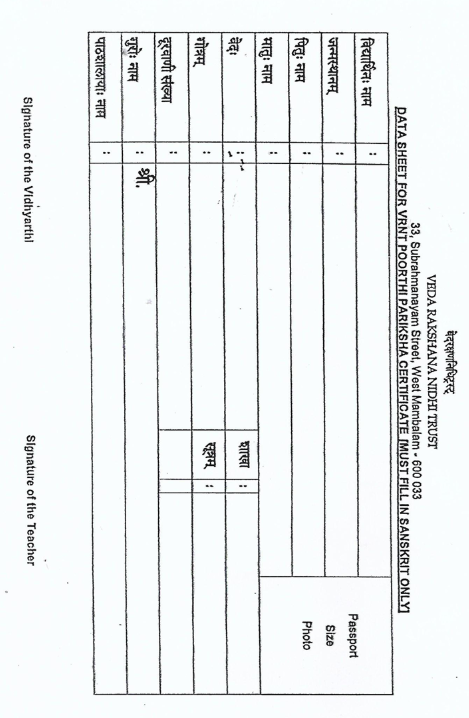 वेदरक्षणनिधिट्रस्ट्
VEDA RAKSHANA NIDHI TRUST
33, Subrahmanayam Street, West Mambalam - 600 033
DATA SHEET FOR VRNT POORTHI PARIKSHA CERTIFICATE [MUST FILL IN SANSKRIT ONLY]
विद्यार्थिनः नाम :
जन्मस्थानम् :
पितुः नाम :
मातुः नाम :
Passport
Size
Photo
वेदः : शाखा :
गोत्रम् : सूत्रम् :
दूरवाणी संख्या :
गुरोः नाम : श्री.
पाठशालायाः नाम :
Signature of the Vidhyarthi Signature of the Teacher